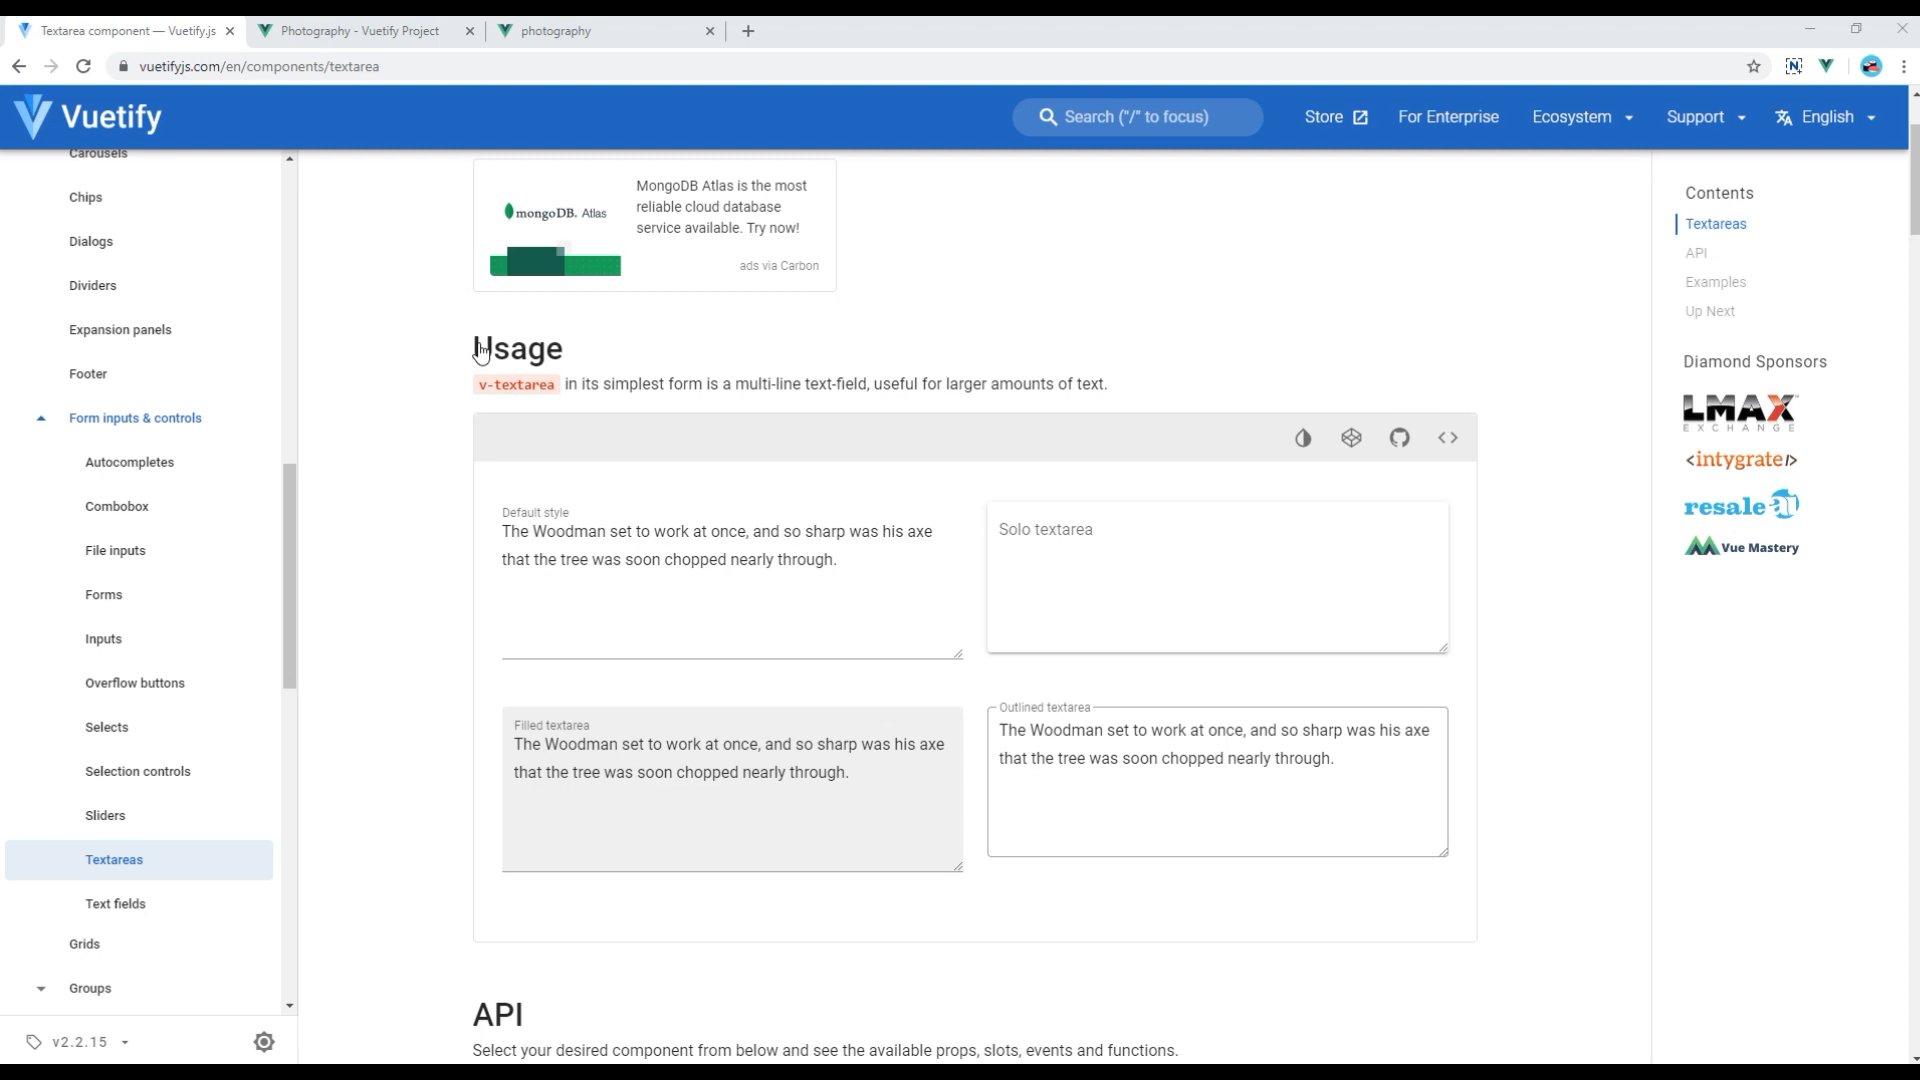 Textarea component — Vuetify.js
Photography - Vuetify Project
photography
vuetifyjs.com/en/components/textarea
Vuetify
Search ("/" to focus)
Store
For Enterprise
Ecosystem
Support
English
Carousels
Chips
Dialogs
Dividers
Expansion panels
Footer
Form inputs & controls
Autocompletes
Combobox
File inputs
Forms
Inputs
Overflow buttons
Selects
Selection controls
Sliders
Textareas
Text fields
Grids
Groups
v2.2.15
mongoDB. Atlas
MongoDB Atlas is the most
reliable cloud database
service available. Try now!
ads via Carbon
Usage
v-textarea in its simplest form is a multi-line text-field, useful for larger amounts of text.
Default style
The Woodman set to work at once, and so sharp was his axe
that the tree was soon chopped nearly through.
Solo textarea
Filled textarea
The Woodman set to work at once, and so sharp was his axe
that the tree was soon chopped nearly through.
Outlined textarea
The Woodman set to work at once, and so sharp was his axe
that the tree was soon chopped nearly through.
API
Select your desired component from below and see the available props, slots, events and functions.
Contents
Textareas
API
Examples
Up Next
Diamond Sponsors
LMAX
EXCHANGE
<intygrate/>
resale ai
Vue Mastery